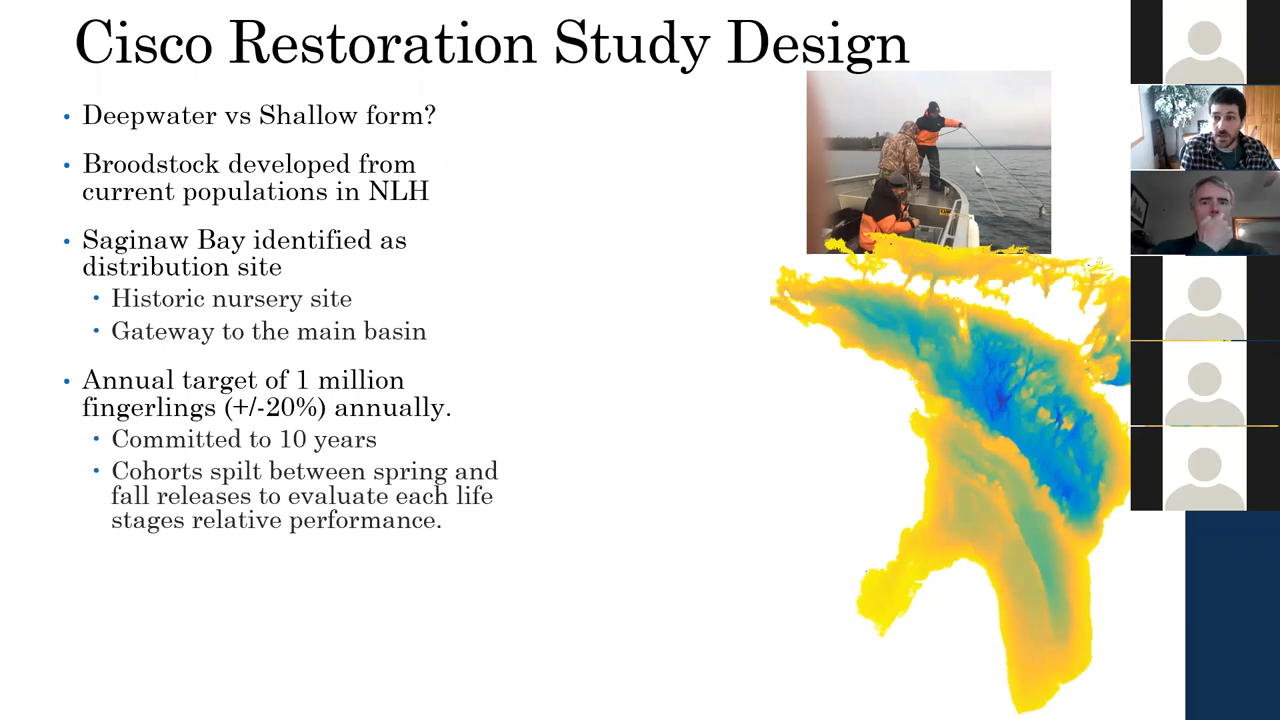 Cisco Restoration Study Design
• Deepwater vs Shallow form?
• Broodstock developed from
current populations in NLH
• Saginaw Bay identified as
distribution site
• Historic nursery site
• Gateway to the main basin
• Annual target of 1 million
fingerlings (+/-20%) annually.
• Committed to 10 years
• Cohorts spilt between spring and
fall releases to evaluate each life
stages relative performance.